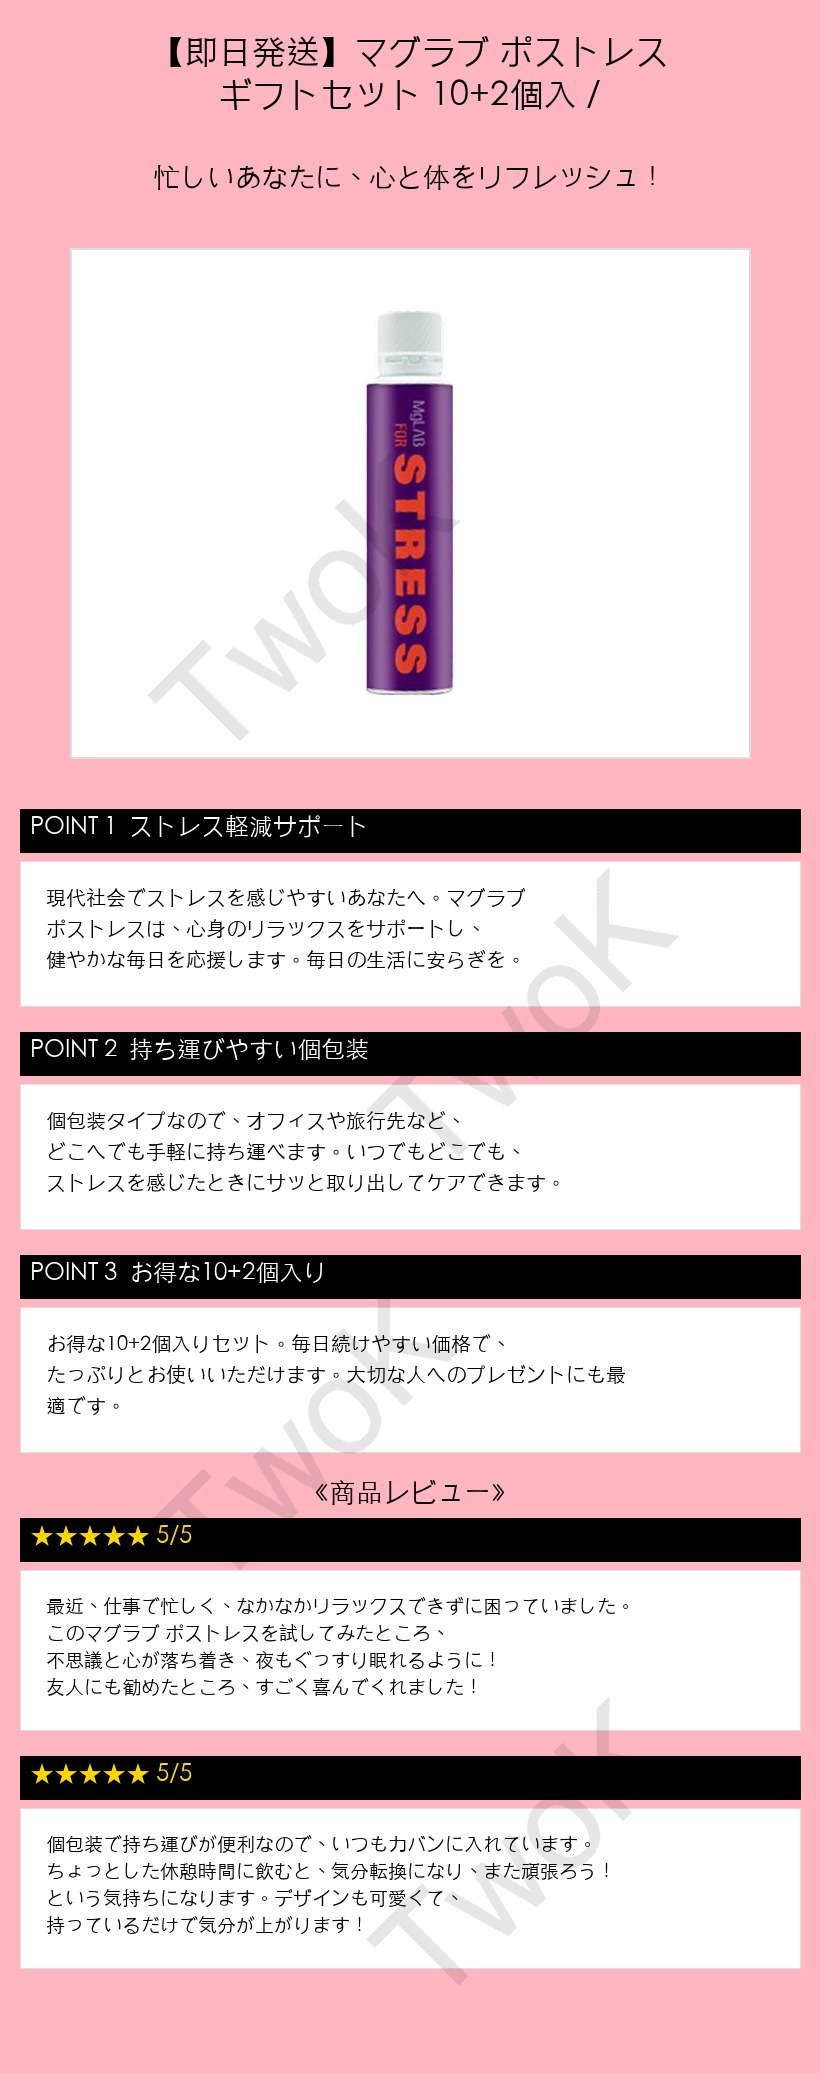 【即日発送】マグラブ ポストレス
ギフトセット 10+2個入 /
忙しいあなたに、心と体をリフレッシュ！
MgLAB
FOR
STRESS
TwoK
POINT 1 ストレス軽減サポート
現代社会でストレスを感じやすいあなたへ。マグラブ
ポストレスは、心身のリラックスをサポートし、
健やかな毎日を応援します。毎日の生活に安らぎを。
TwoK
POINT 2 持ち運びやすい個包装
個包装タイプなので、オフィスや旅行先など、
どこへでも手軽に持ち運べます。いつでもどこでも、
ストレスを感じたときにサッと取り出してケアできます。
POINT 3 お得な10+2個入り
お得な10+2個入りセット。毎日続けやすい価格で、
たっぷりとお使いいただけます。大切な人へのプレゼントにも最
適です。
TwoK
《商品レビュー》
★★★★★ 5/5
最近、仕事で忙しく、なかなかリラックスできずに困っていました。
このマグラブ ポストレスを試してみたところ、
不思議と心が落ち着き、夜もぐっすり眠れるように！
友人にも勧めたところ、すごく喜んでくれました！
★★★★★ 5/5
個包装で持ち運びが便利なので、いつも力バンに入れています。
ちょっとした休憩時間に飲むと、気分転換になり、また頑張ろう！
という気持ちになります。デザインも可愛くて、
持っているだけで気分が上がります！
TwoK